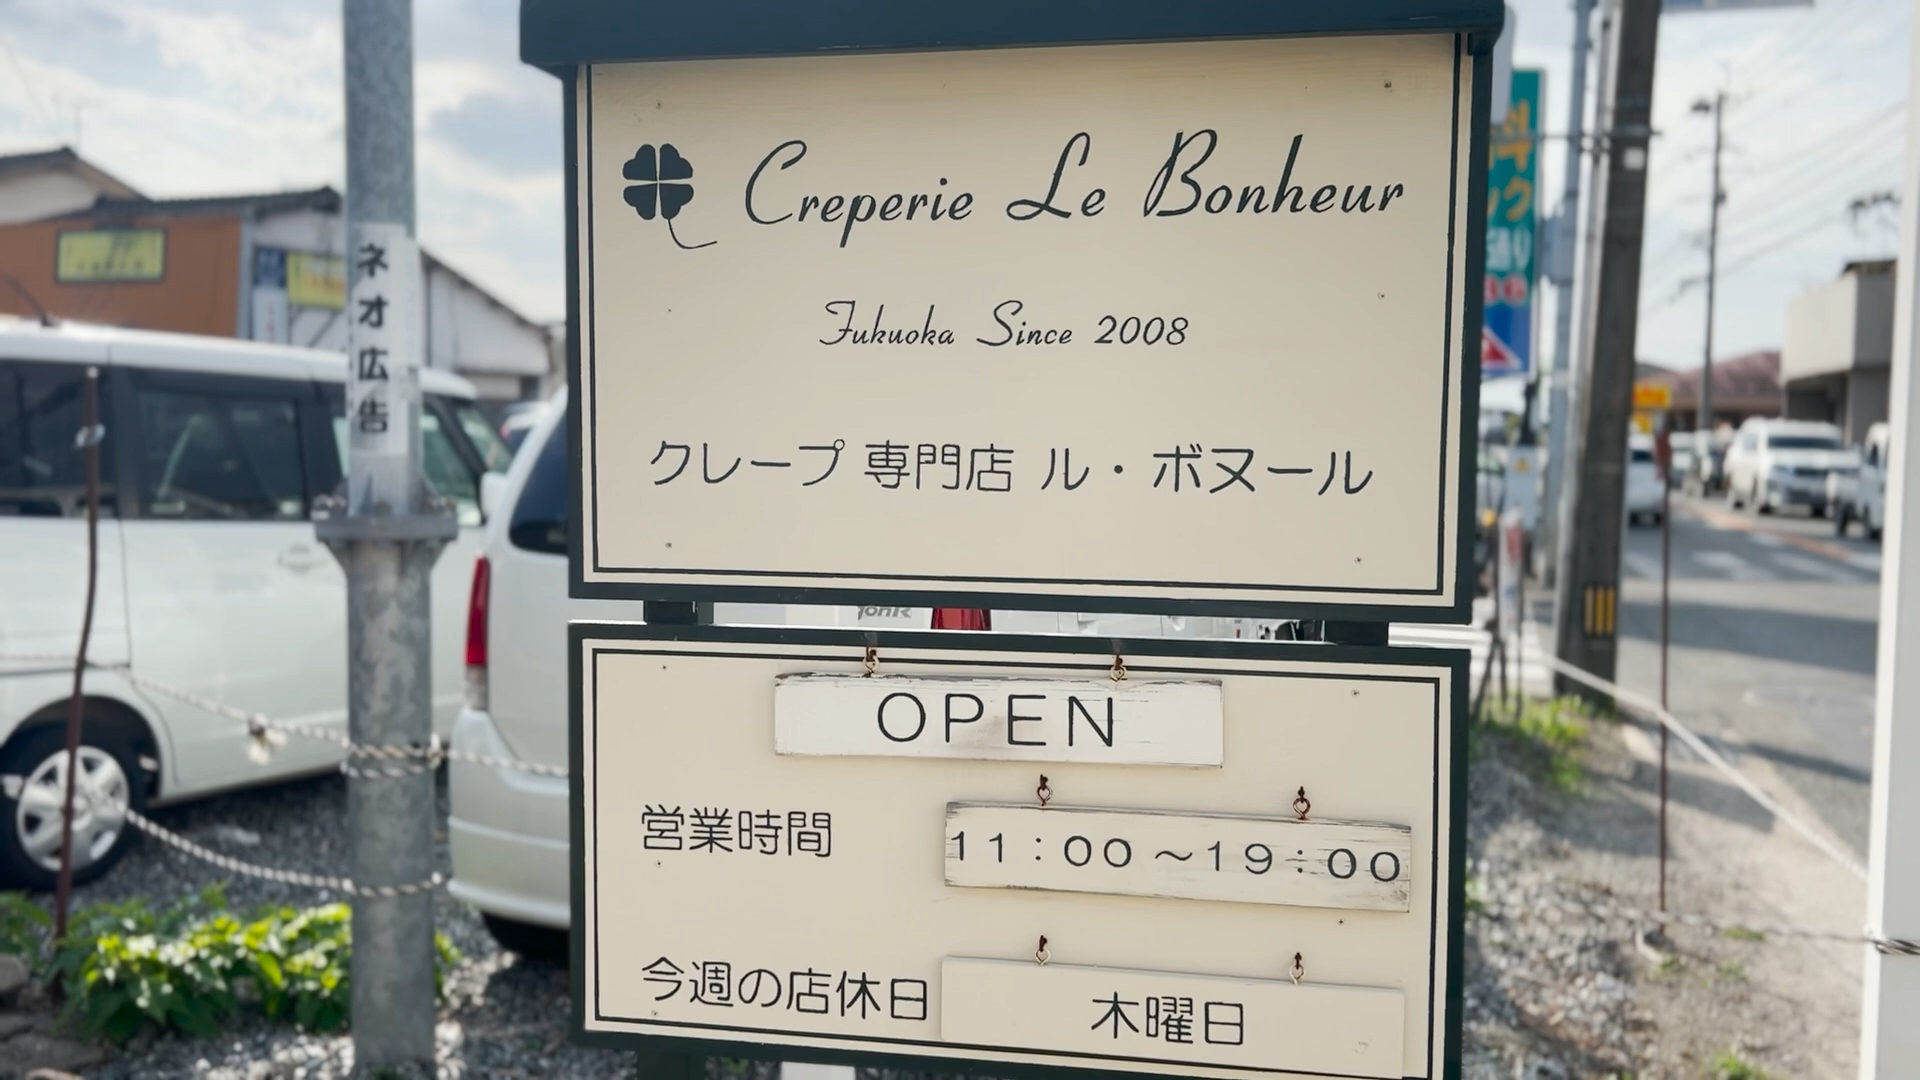 Creperie Le Bonheur
Fukuoka Since 2008
クレープ 専門店 ル・ボヌール
OPEN
営業時間 11:00～19:00
今週の店休日 木曜日
ネオ広告